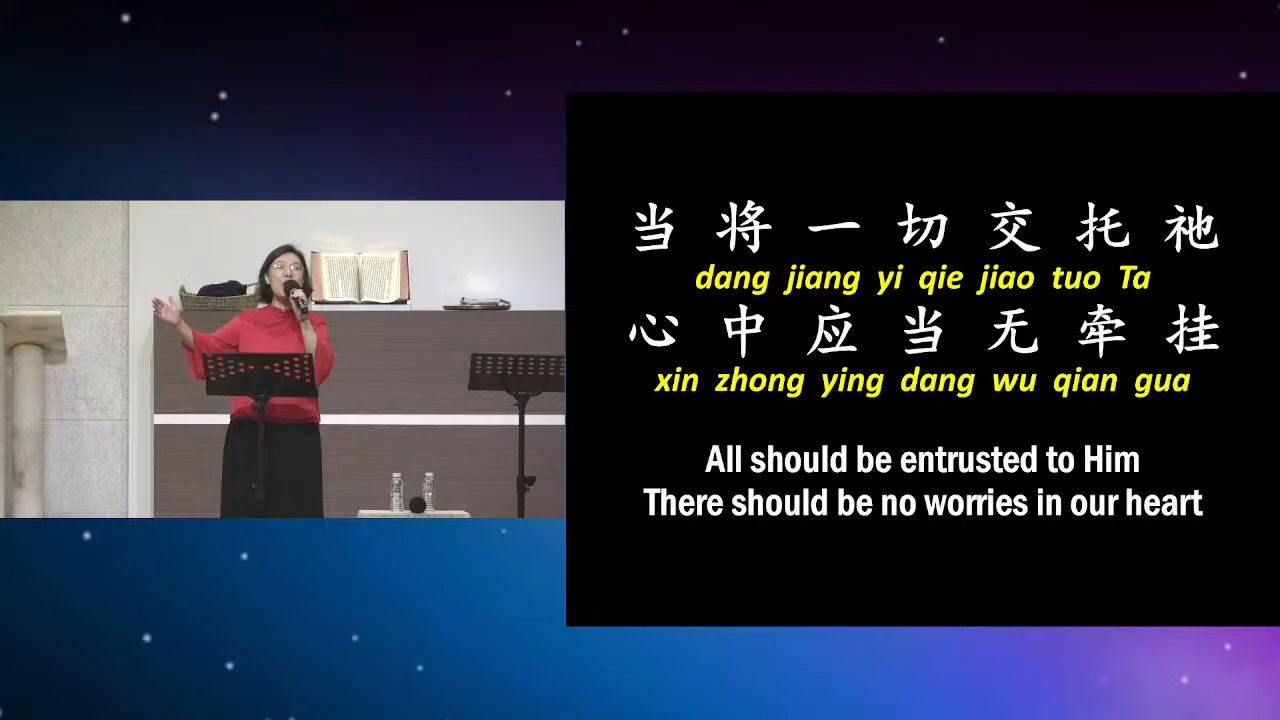 当 将 一 切 交 托 祂
dang jiang yi qie jiao tuo Ta
心 中 应 当 无 牵 挂
xin zhong ying dang wu qian gua
All should be entrusted to Him
There should be no worries in our heart